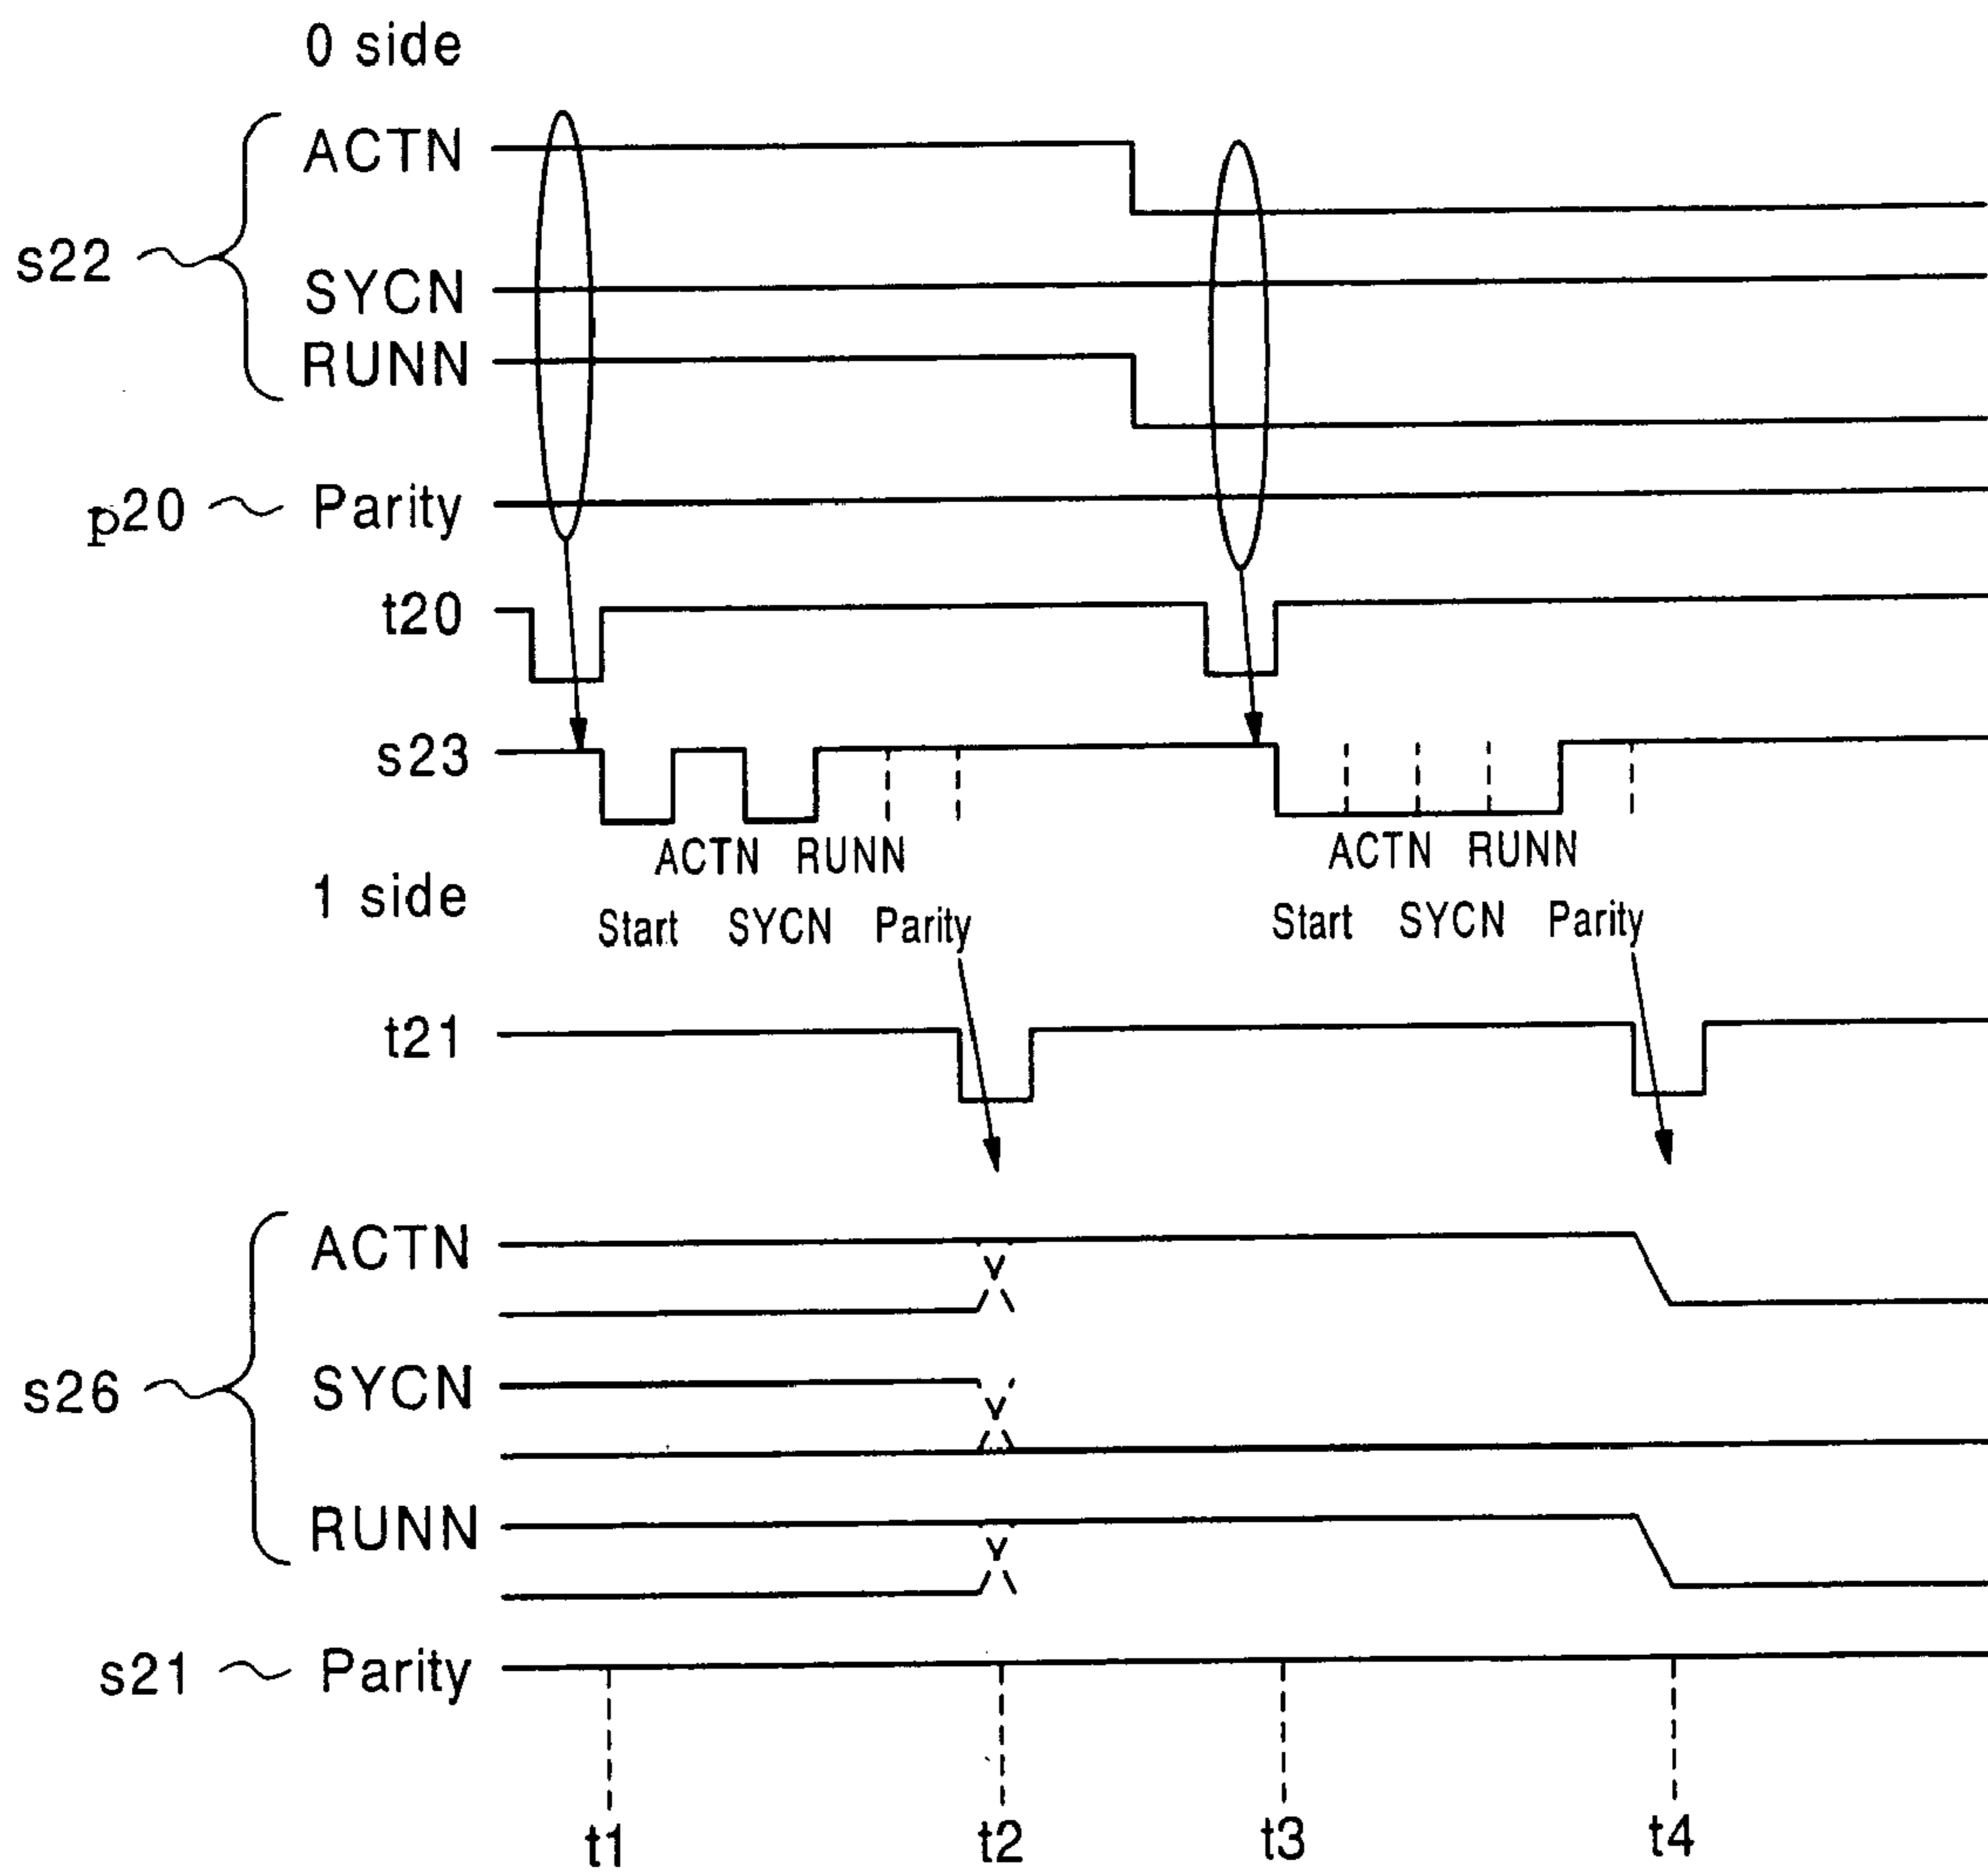 0 side
ACTN
s22
SYCN
RUNN
p20 Parity
t20
s23
ACTN RUNN ACTN RUNN
1 side
Start SYCN Parity Start SYCN Parity
t21
ACTN
s26
SYCN
RUNN
s21 Parity
t1 t2 t3 t4